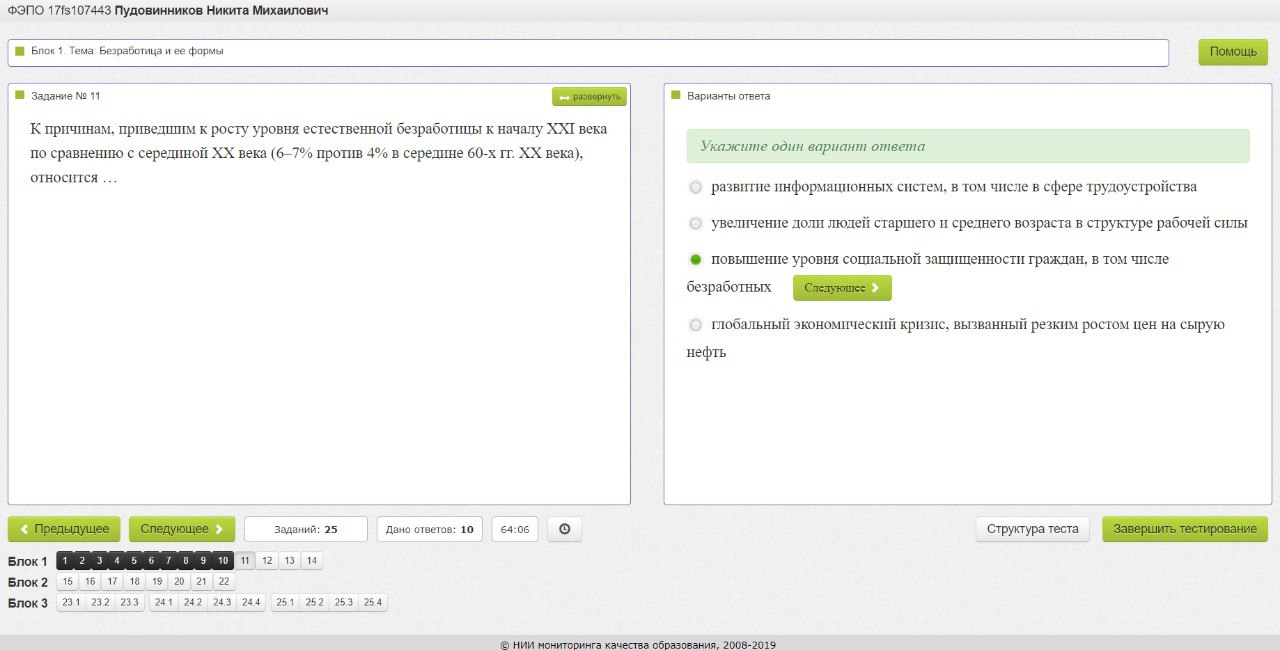 ФЭПО 17fs107443 Пудовинников Никита Михаилович
Блок 1. Тема: Безработица и ее формы
Помощь
Задание № 11
развернуть
К причинам, приведшим к росту уровня естественной безработицы к началу XXI века
по сравнению с серединой XX века (6–7% против 4% в середине 60-х гг. XX века),
относится …
Варианты ответа
Укажите один вариант ответа
развитие информационных систем, в том числе в сфере трудоустройства
увеличение доли людей старшего и среднего возраста в структуре рабочей силы
повышение уровня социальной защищенности граждан, в том числе
безработных Следующее
глобальный экономический кризис, вызванный резким ростом цен на сырую
нефть
Предыдущее Следующее Заданий: 25 Дано ответов: 10 64:06 Структура теста Завершить тестирование
Блок 1 1 2 3 4 5 6 7 8 9 10 11 12 13 14
Блок 2 15 16 17 18 19 20 21 22
Блок 3 23.1 23.2 23.3 24.1 24.2 24.3 24.4 25.1 25.2 25.3 25.4
© НИИ мониторинга качества образования, 2008-2019